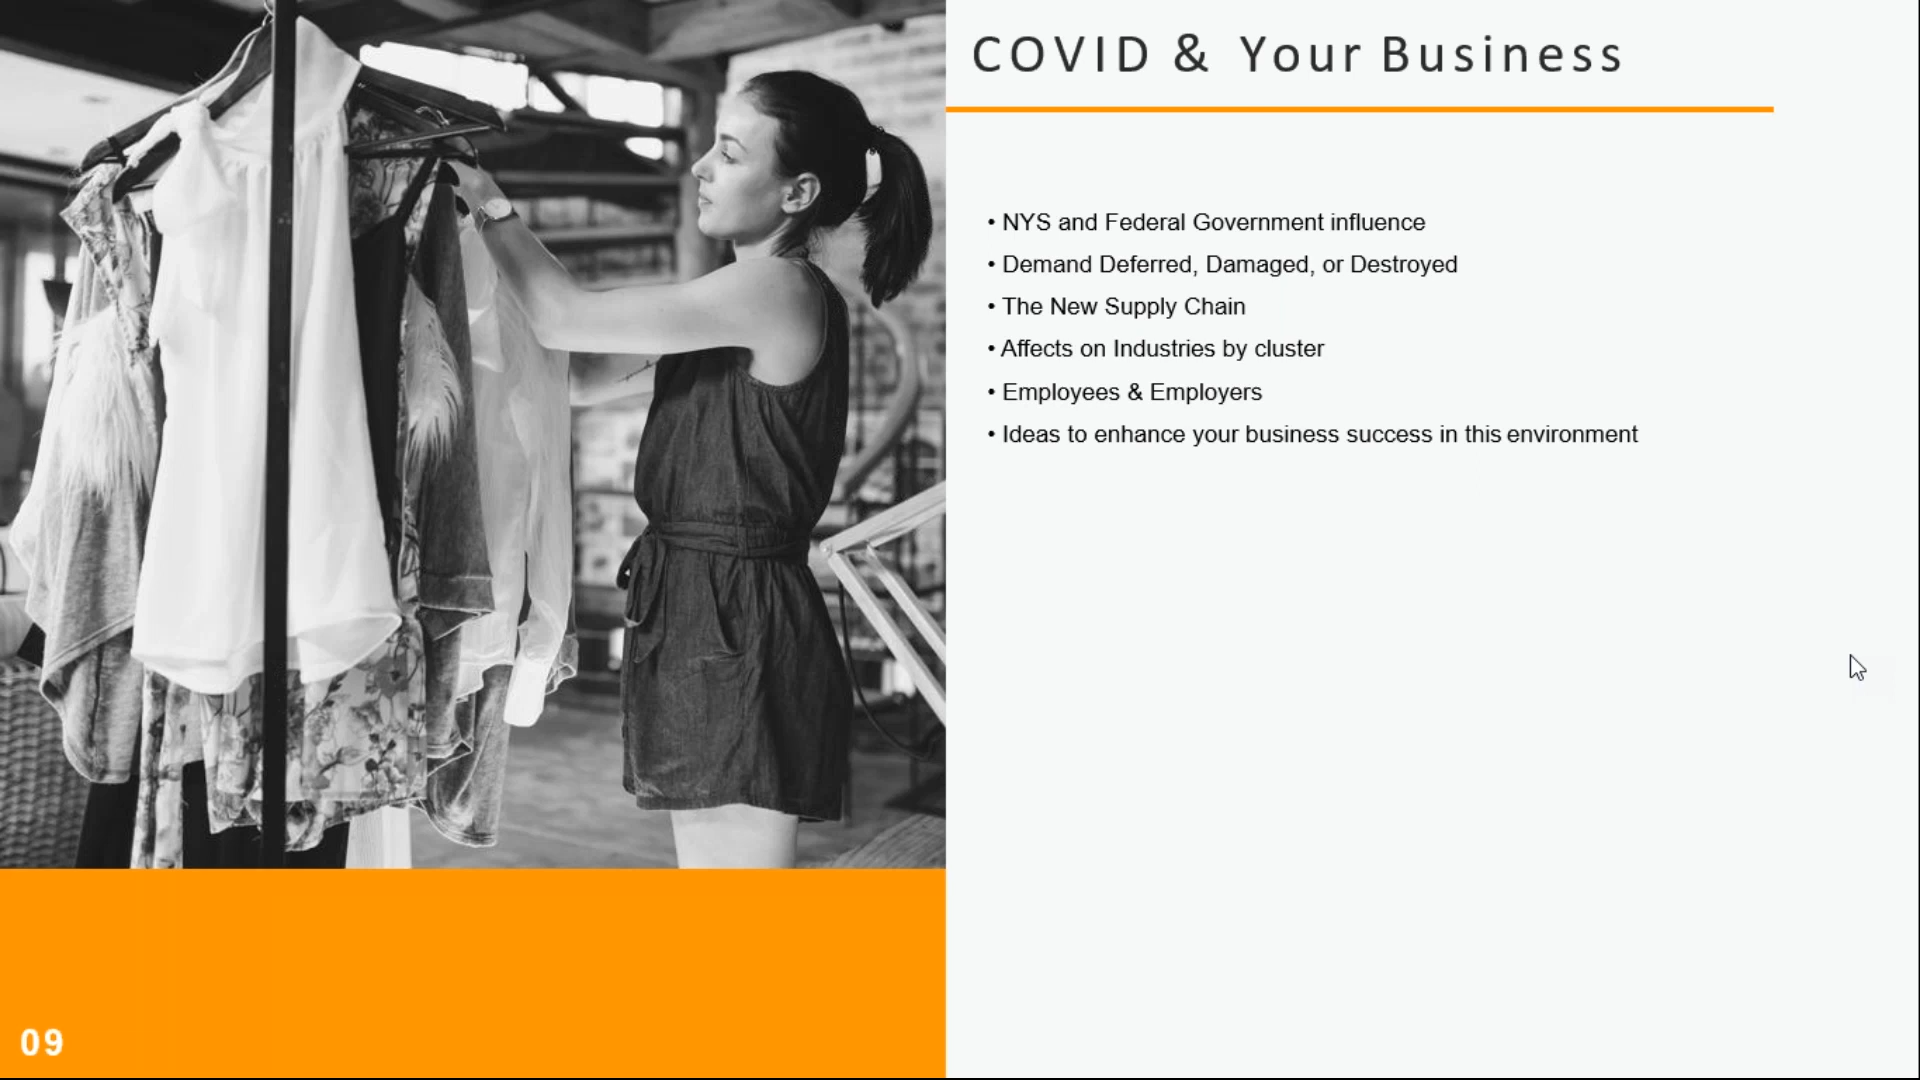 COVID & Your Business
• NYS and Federal Government influence
• Demand Deferred, Damaged, or Destroyed
• The New Supply Chain
• Affects on Industries by cluster
• Employees & Employers
• Ideas to enhance your business success in this environment
09